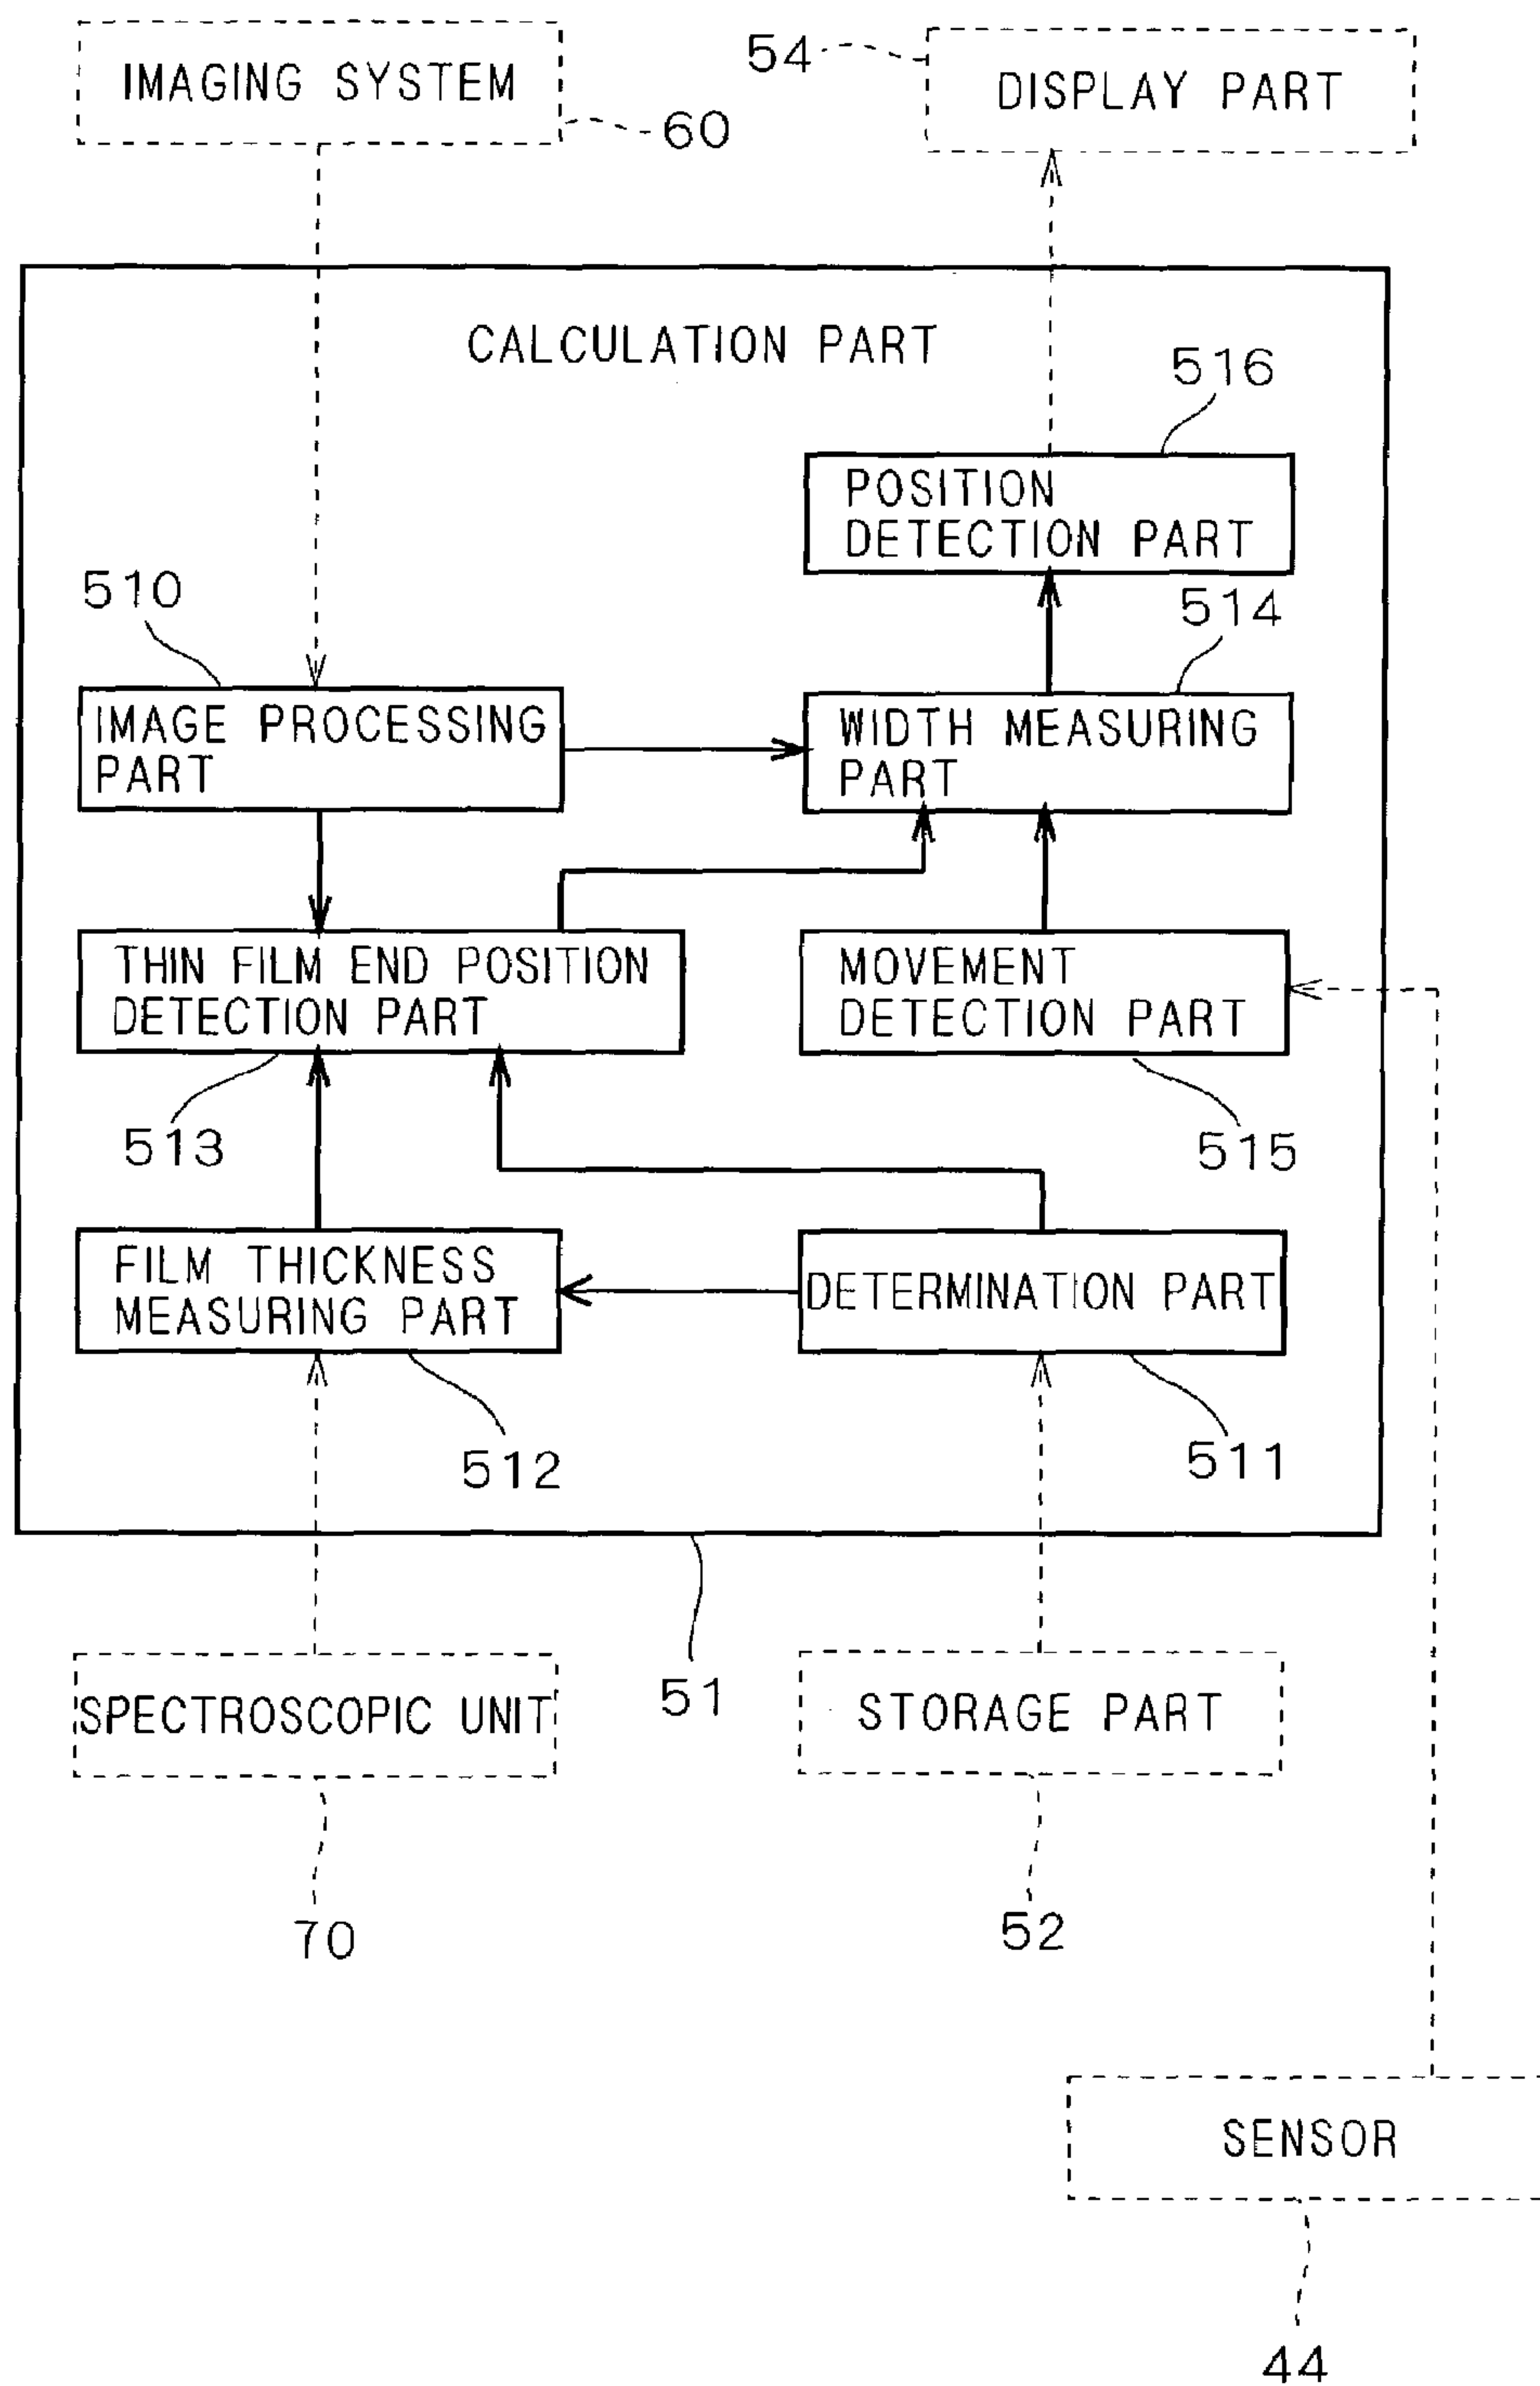 IMAGING SYSTEM
60
54
DISPLAY PART
CALCULATION PART
516
POSITION
DETECTION PART
510
514
IMAGE PROCESSING
PART
WIDTH MEASURING
PART
THIN FILM END POSITION
DETECTION PART
MOVEMENT
DETECTION PART
513
515
FILM THICKNESS
MEASURING PART
DETERMINATION PART
512
511
51
SPECTROSCOPIC UNIT
STORAGE PART
70
52
SENSOR
44